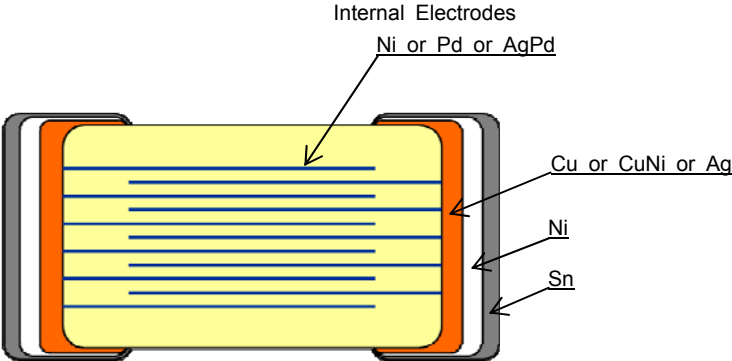 Internal Electrodes
Ni or Pd or AgPd
Cu or CuNi or Ag
Ni
Sn